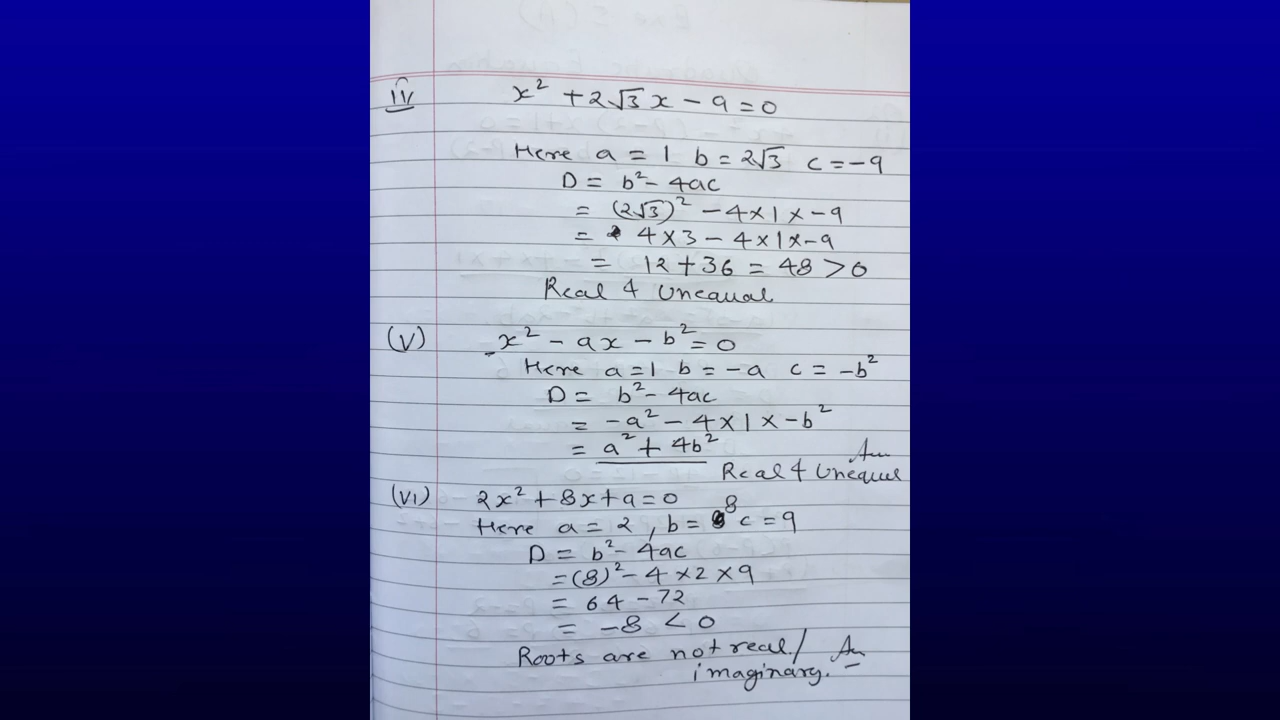 iv x² + 2√3 x - 9 = 0
Here a = 1 b = 2√3 c = -9
D = b² - 4ac
= (2√3)² - 4 x 1 x - 9
= 4 x 3 - 4 x 1 x - 9
= 12 + 36 = 48 > 0
Real & Unequal
(V) x² - ax - b² = 0
Here a = 1 b = -a c = -b²
D = b² - 4ac
= -a² - 4 x 1 x - b²
= a² + 4b²
Real & Unequal
(VI) 2x² + 8x + 9 = 0
Here a = 2, b = 8 c = 9
D = b² - 4ac
= (8)² - 4 x 2 x 9
= 64 - 72
= -8 < 0
Roots are not real /
imaginary.